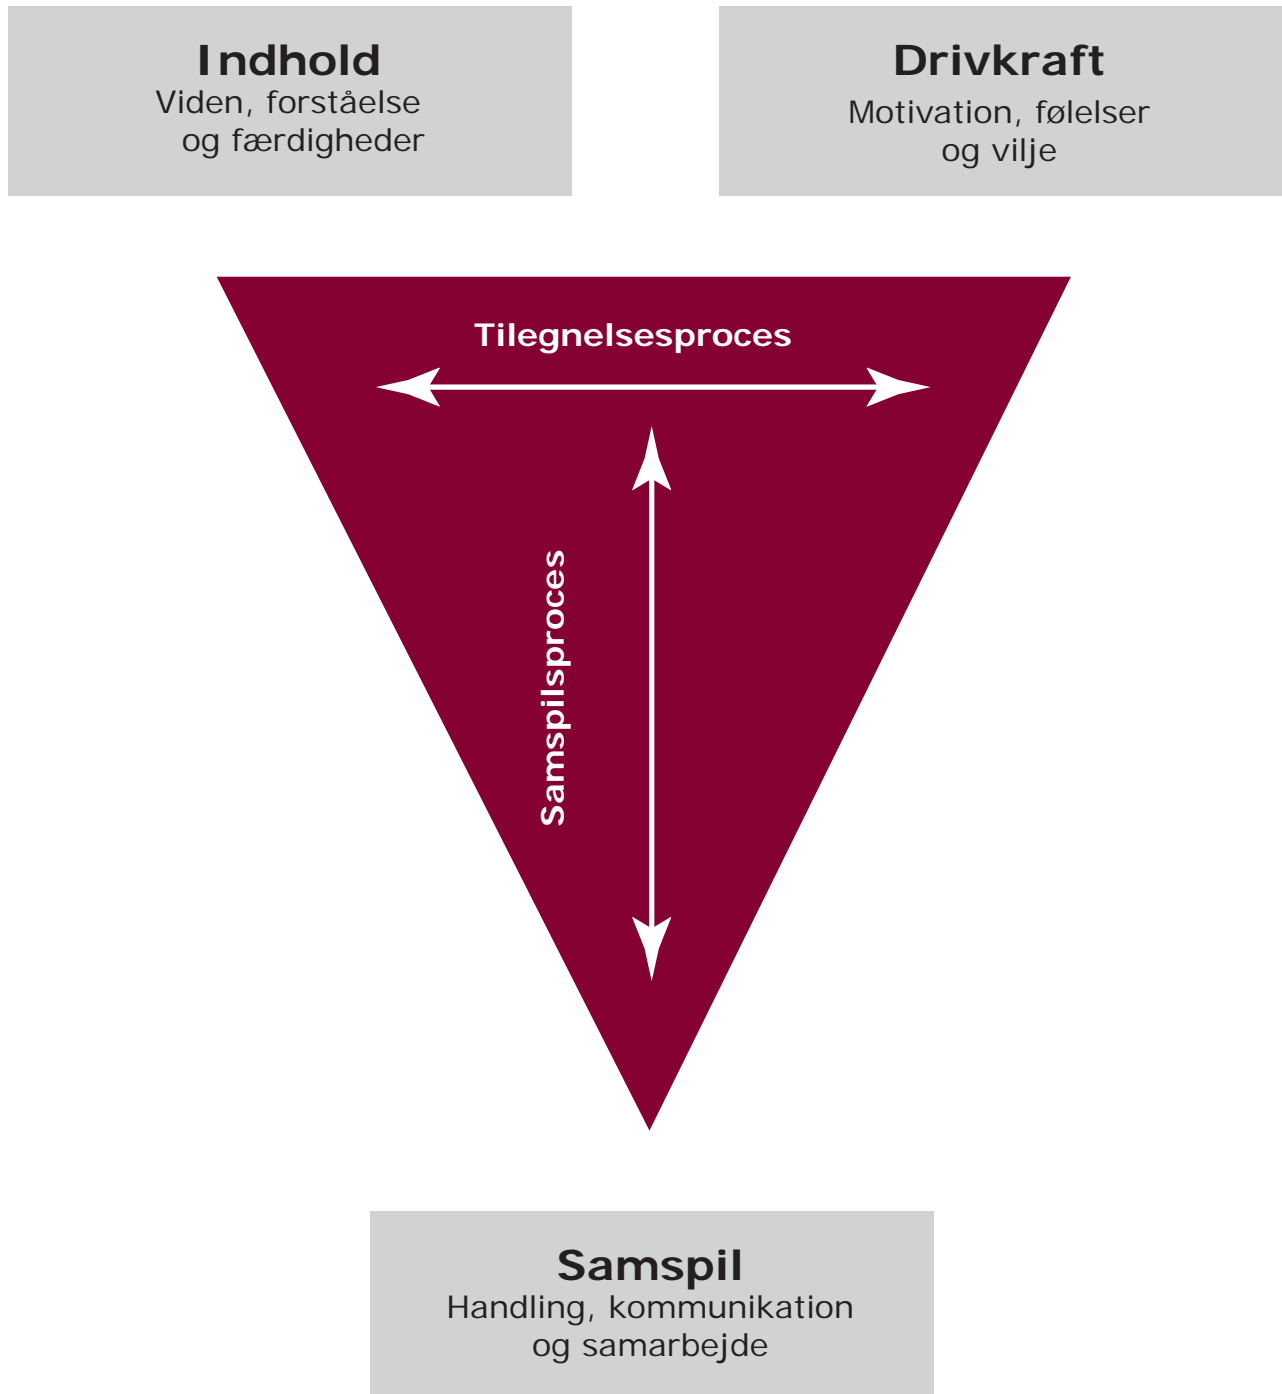 Indhold
Viden, forståelse
og færdigheder
Drivkraft
Motivation, følelser
og vilje
Tilegnelsesproces
Samspilsproces
Samspil
Handling, kommunikation
og samarbejde